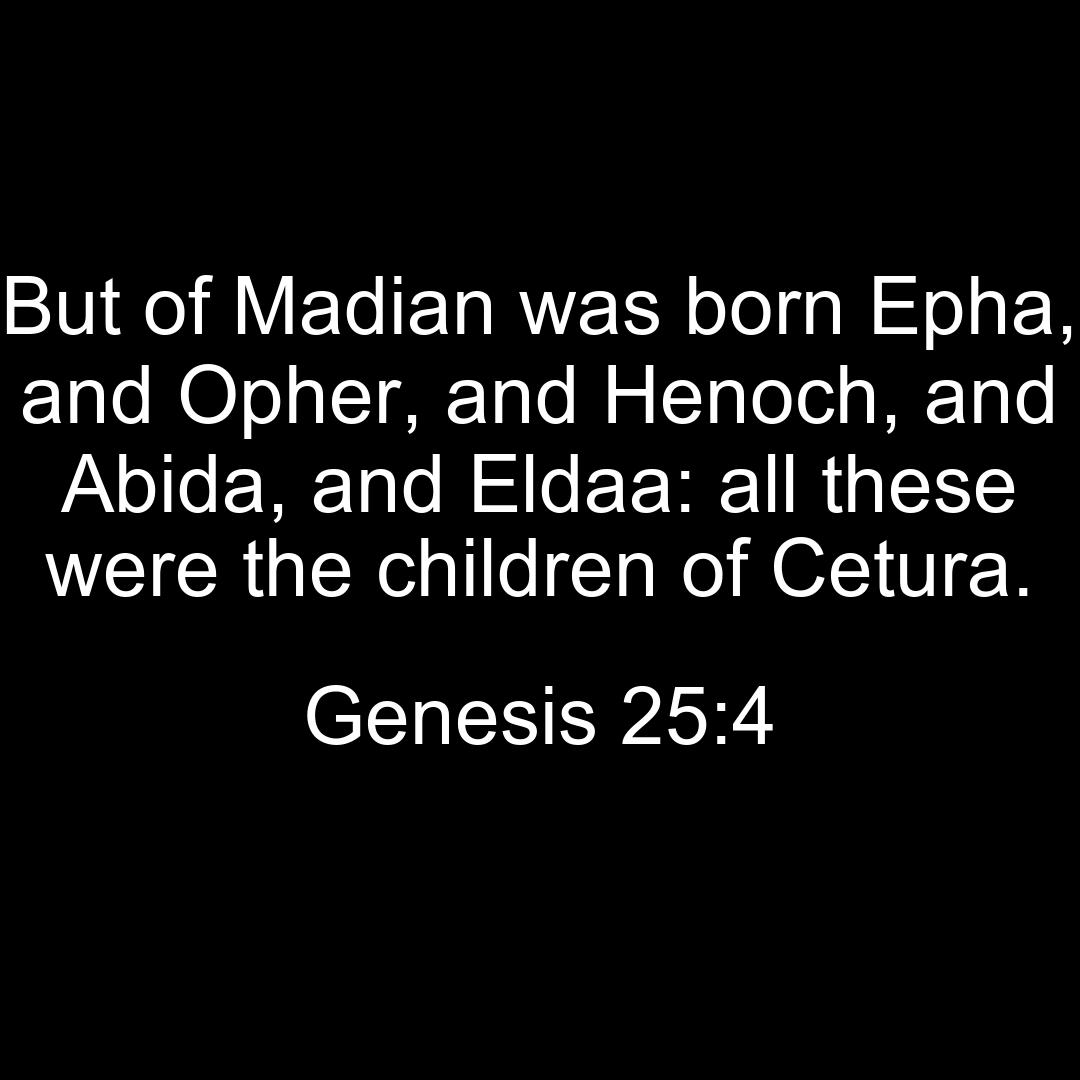 But of Madian was born Epha,
and Opher, and Henoch, and
Abida, and Eldaa: all these
were the children of Cetura.
Genesis 25:4